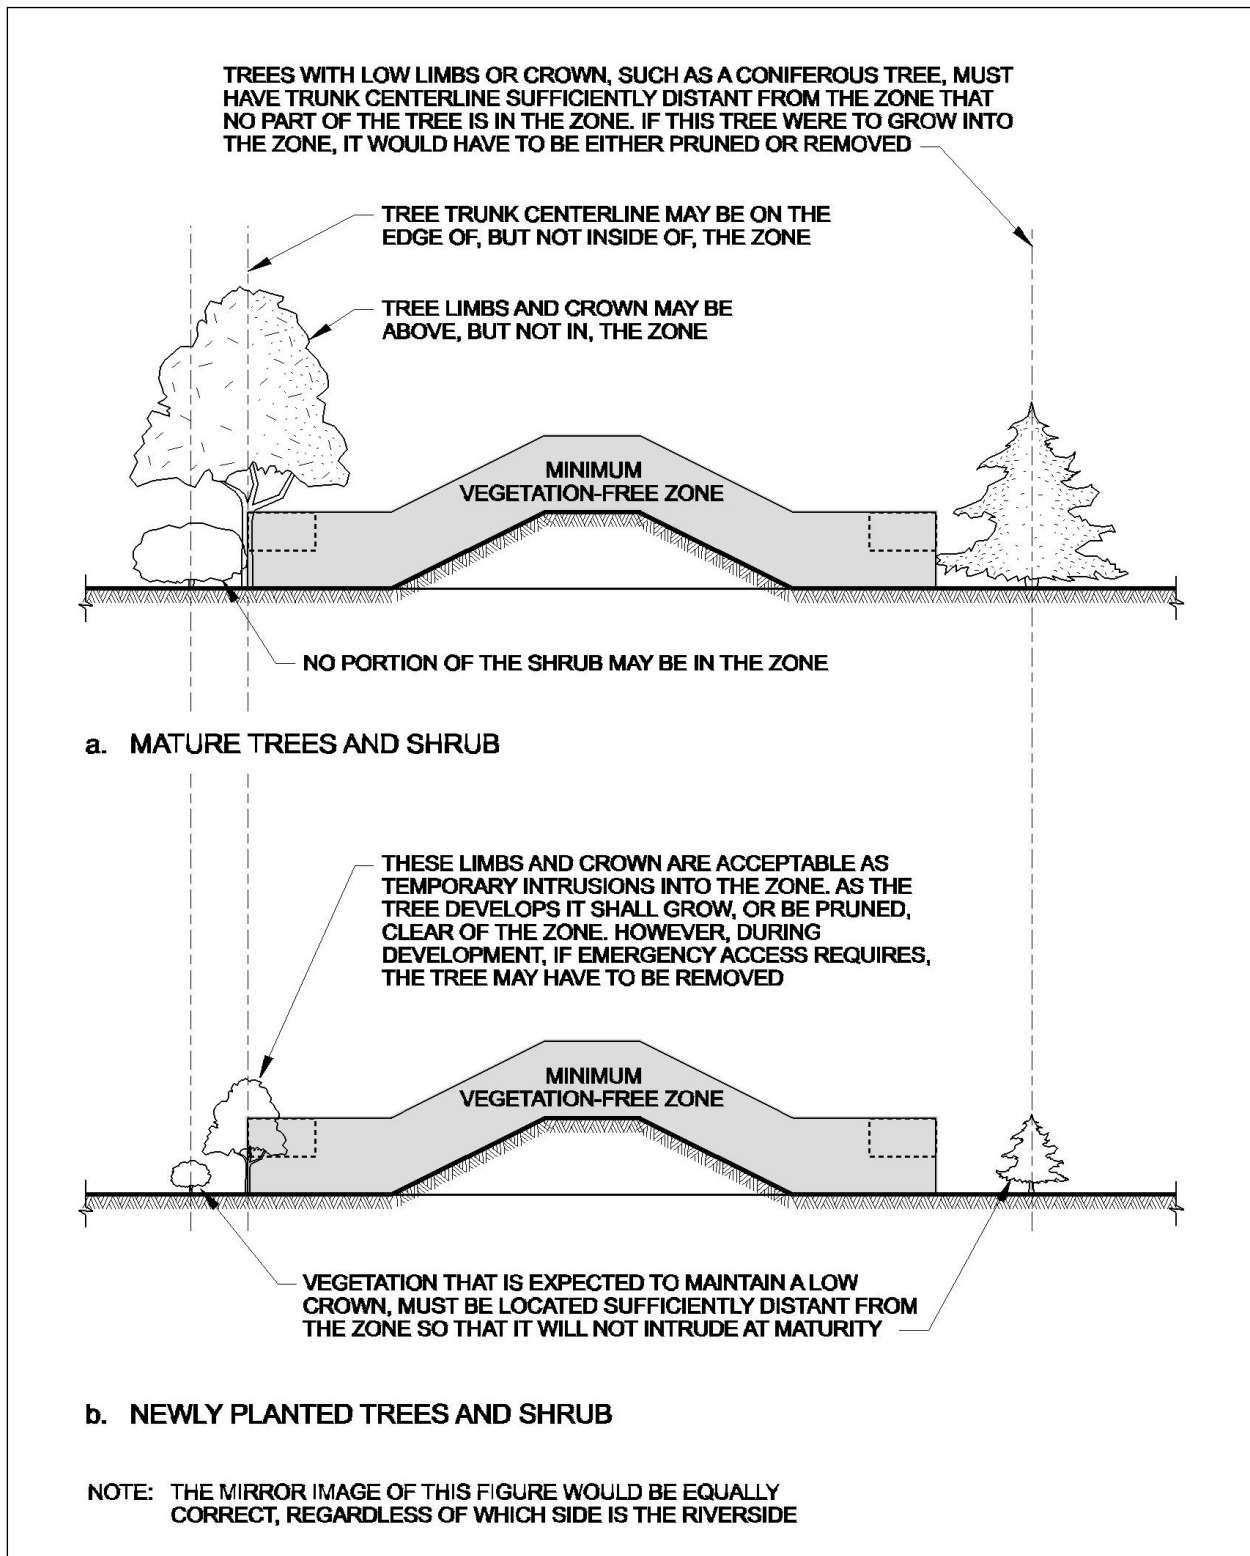 TREES WITH LOW LIMBS OR CROWN, SUCH AS A CONIFEROUS TREE, MUST
HAVE TRUNK CENTERLINE SUFFICIENTLY DISTANT FROM THE ZONE THAT
NO PART OF THE TREE IS IN THE ZONE. IF THIS TREE WERE TO GROW INTO
THE ZONE, IT WOULD HAVE TO BE EITHER PRUNED OR REMOVED
TREE TRUNK CENTERLINE MAY BE ON THE
EDGE OF, BUT NOT INSIDE OF, THE ZONE
TREE LIMBS AND CROWN MAY BE
ABOVE, BUT NOT IN, THE ZONE
MINIMUM
VEGETATION-FREE ZONE
NO PORTION OF THE SHRUB MAY BE IN THE ZONE
a. MATURE TREES AND SHRUB
THESE LIMBS AND CROWN ARE ACCEPTABLE AS
TEMPORARY INTRUSIONS INTO THE ZONE. AS THE
TREE DEVELOPS IT SHALL GROW, OR BE PRUNED,
CLEAR OF THE ZONE. HOWEVER, DURING
DEVELOPMENT, IF EMERGENCY ACCESS REQUIRES,
THE TREE MAY HAVE TO BE REMOVED
MINIMUM
VEGETATION-FREE ZONE
VEGETATION THAT IS EXPECTED TO MAINTAIN A LOW
CROWN, MUST BE LOCATED SUFFICIENTLY DISTANT FROM
THE ZONE SO THAT IT WILL NOT INTRUDE AT MATURITY
b. NEWLY PLANTED TREES AND SHRUB
NOTE: THE MIRROR IMAGE OF THIS FIGURE WOULD BE EQUALLY
CORRECT, REGARDLESS OF WHICH SIDE IS THE RIVERSIDE